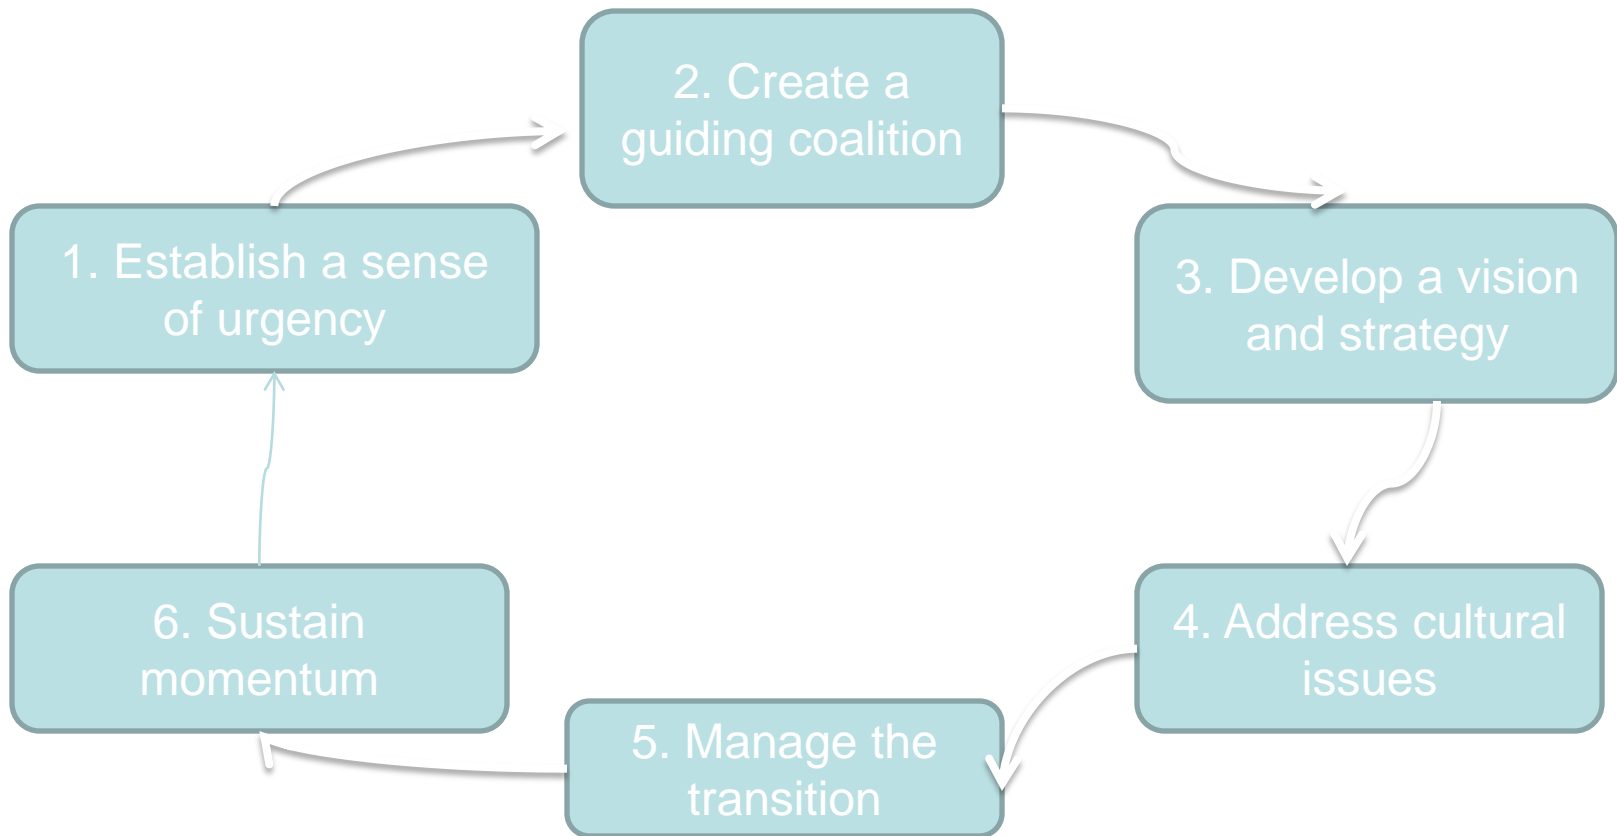 1. Establish a sense
of urgency
2. Create a
guiding coalition
3. Develop a vision
and strategy
4. Address cultural
issues
5. Manage the
transition
6. Sustain
momentum